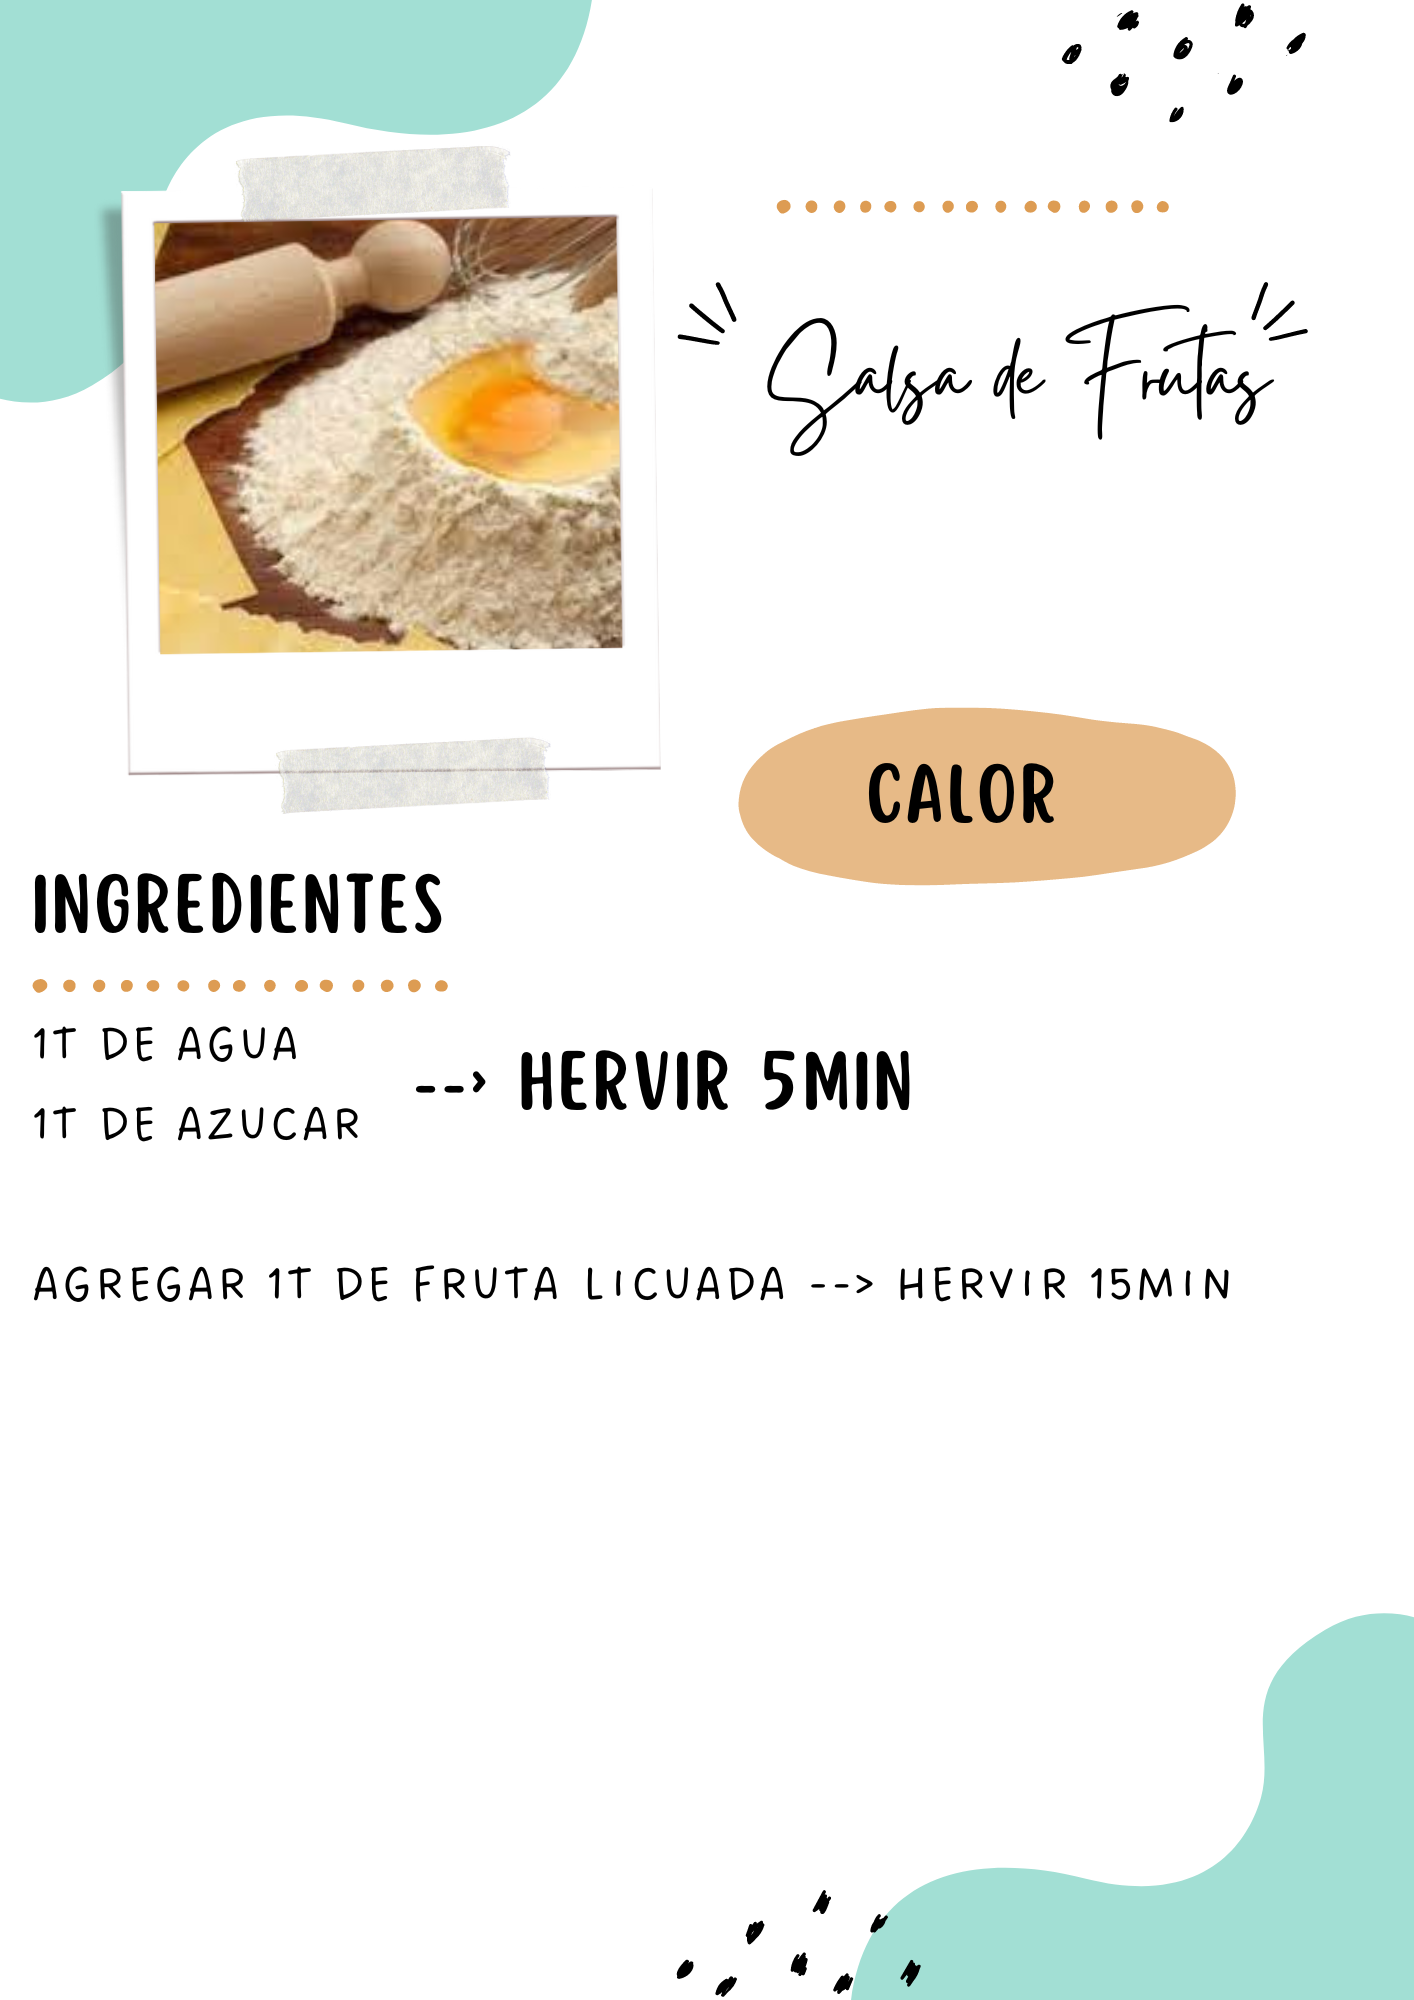 Salsa de Frutas
CALOR
INGREDIENTES
1T DE AGUA
1T DE AZUCAR
--> HERVIR 5MIN
AGREGAR 1T DE FRUTA LICUADA --> HERVIR 15MIN